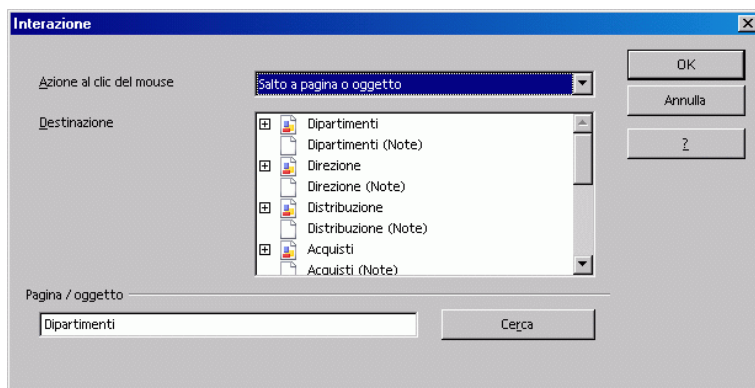 Interazione
Azione al clic del mouse
Salto a pagina o oggetto
OK
Annulla
?
Destinazione
Dipartimenti
Dipartimenti (Note)
Direzione
Direzione (Note)
Distribuzione
Distribuzione (Note)
Acquisti
Acquisti (Note)
Pagina / oggetto
Dipartimenti
Cerca